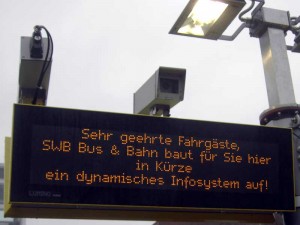 Sehr geehrte Fahrgäste,
SWB Bus & Bahn baut für Sie hier
in Kürze
ein dynamisches Infosystem auf!